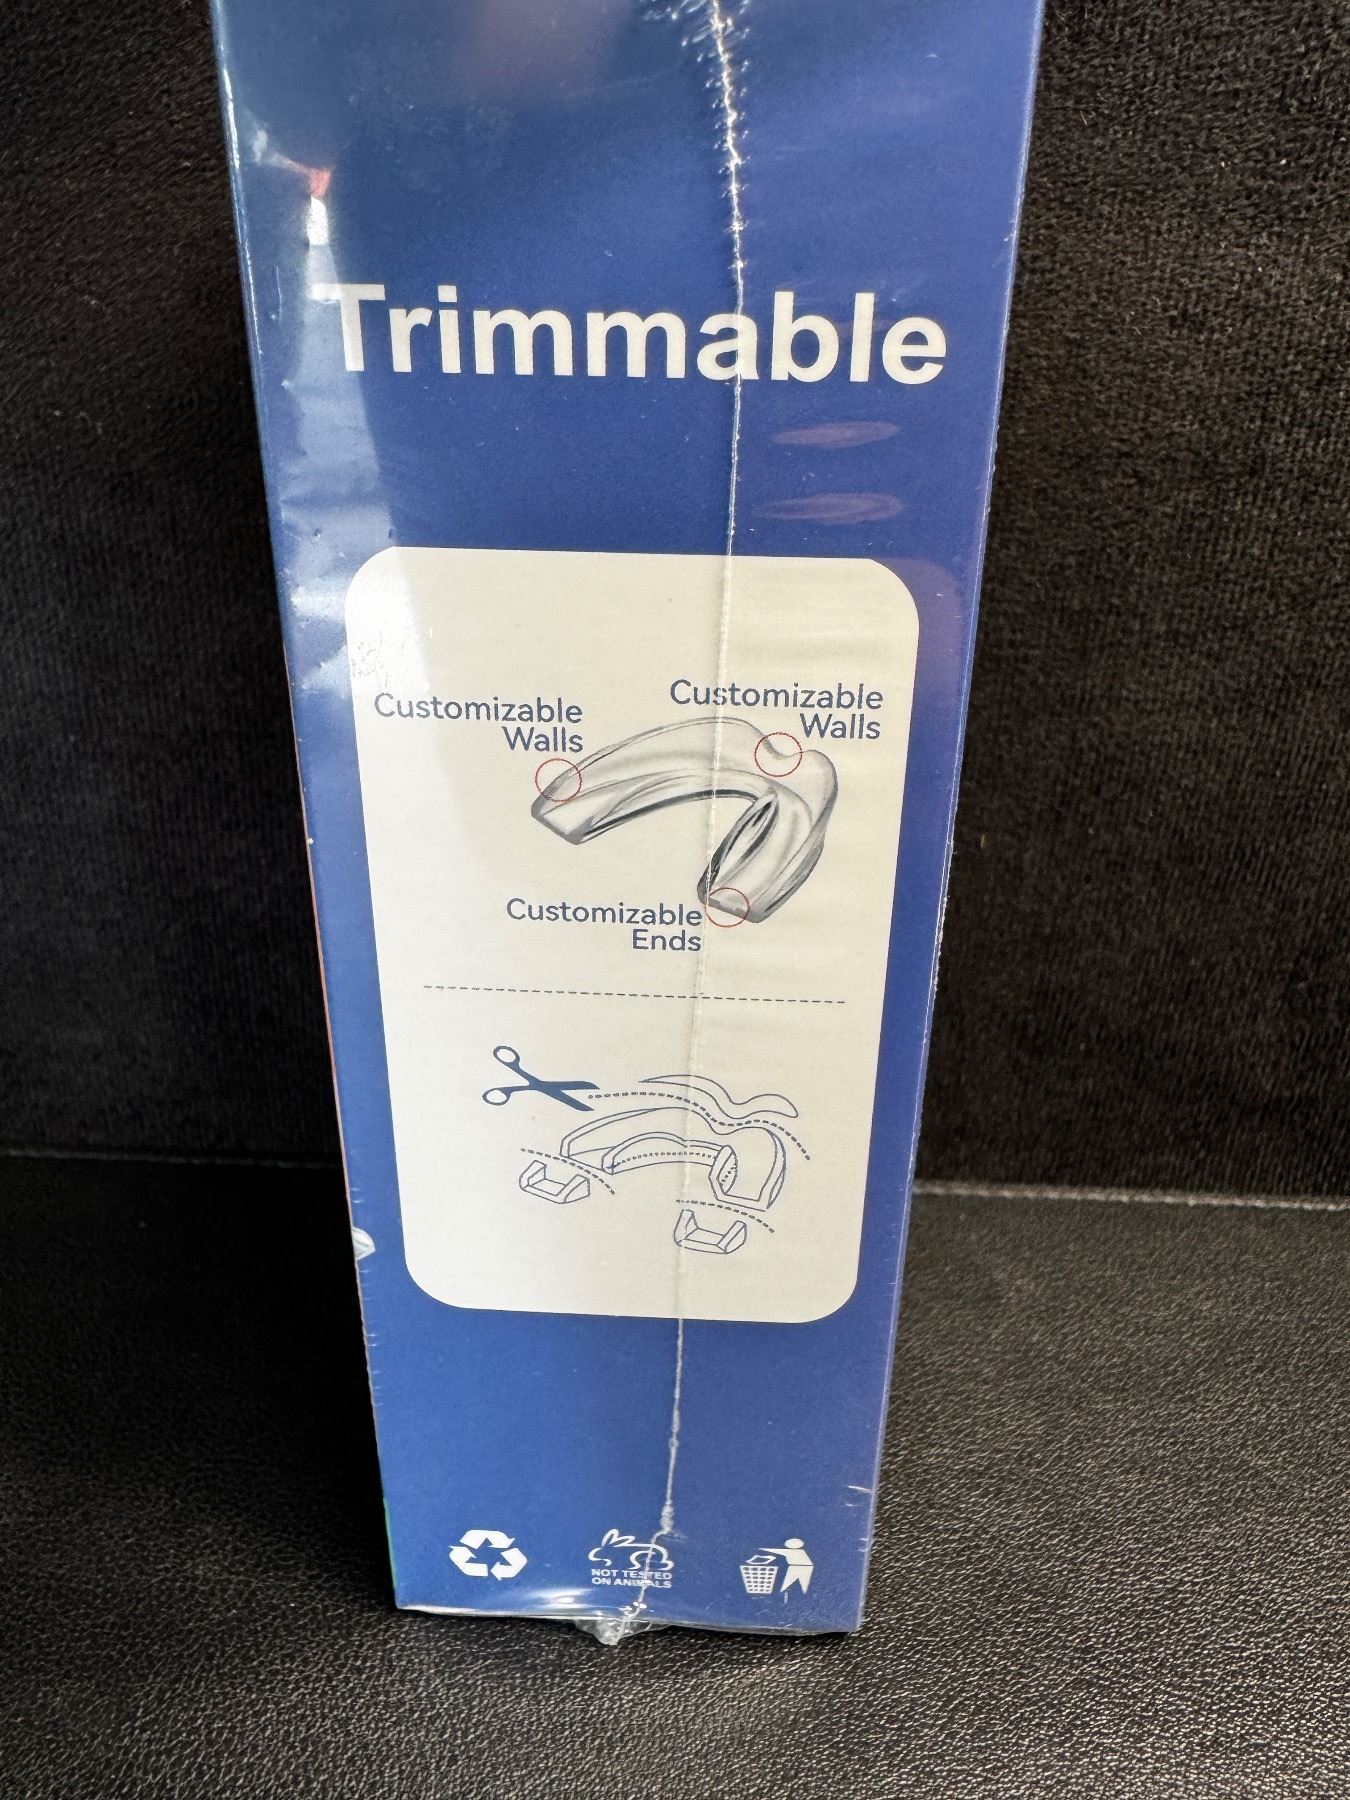 Trimmable
Customizable
Walls
Customizable
Walls
Customizable
Ends
NOT TESTED
ON ANIMALS